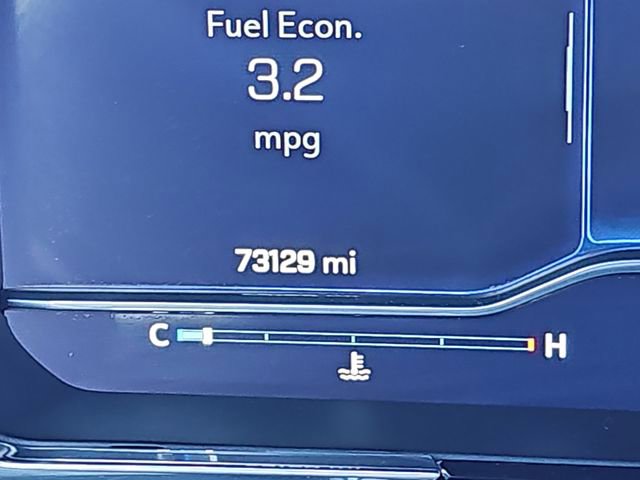 Fuel Econ.
3.2
mpg
73129 mi
C H